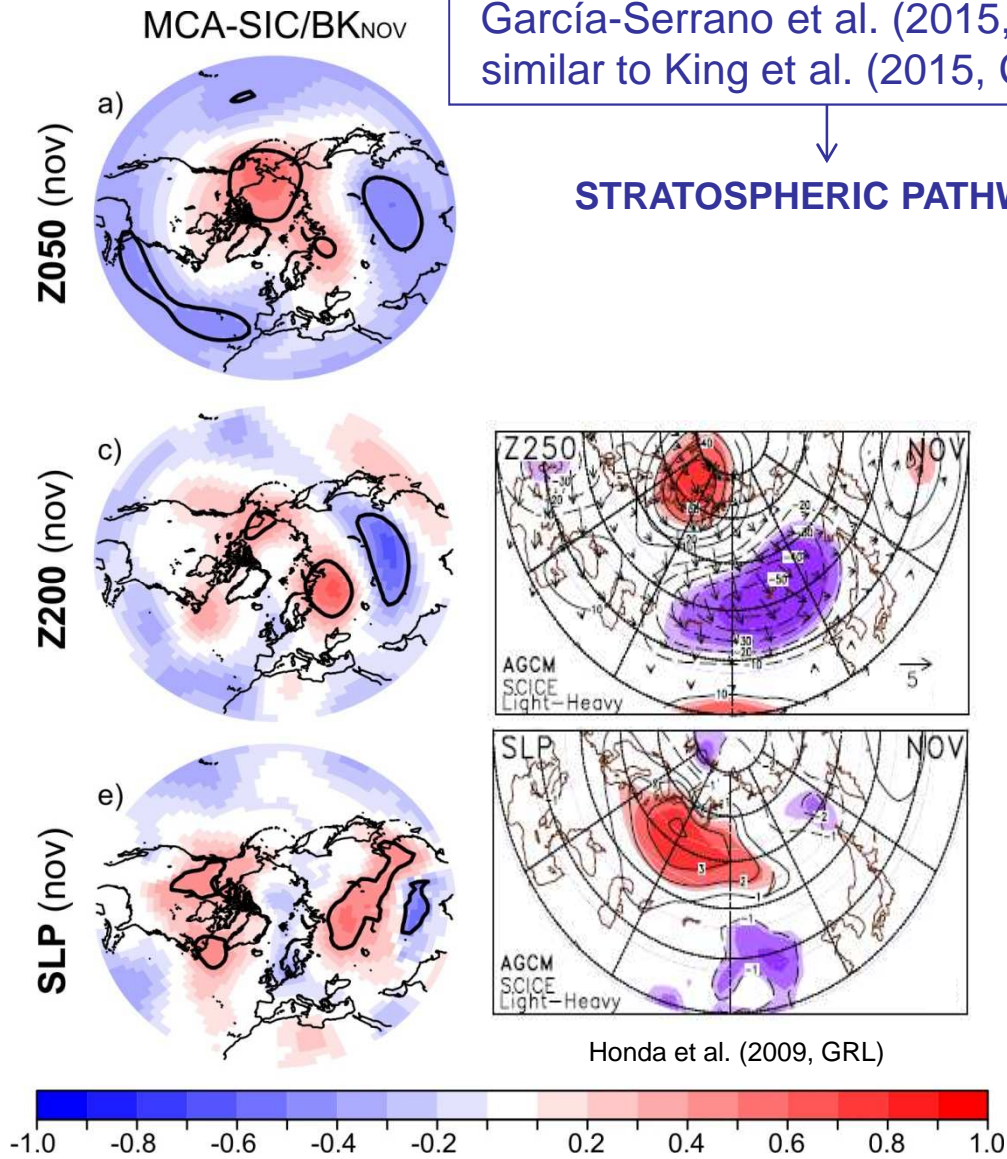 MCA-SIC/BKNOV
García-Serrano et al. (2015,
similar to King et al. (2015,
STRATOSPHERIC
a)
Z050 (nov)
c)
Z200 (nov)
Z250 NOV
AGCM
SCICE
Light-Heavy
5
e)
SLP (nov)
SLP NOV
AGCM
SCICE
Light-Heavy
Honda et al. (2009, GRL)
-1.0 -0.8 -0.6 -0.4 -0.2 0.2 0.4 0.6 0.8 1.0